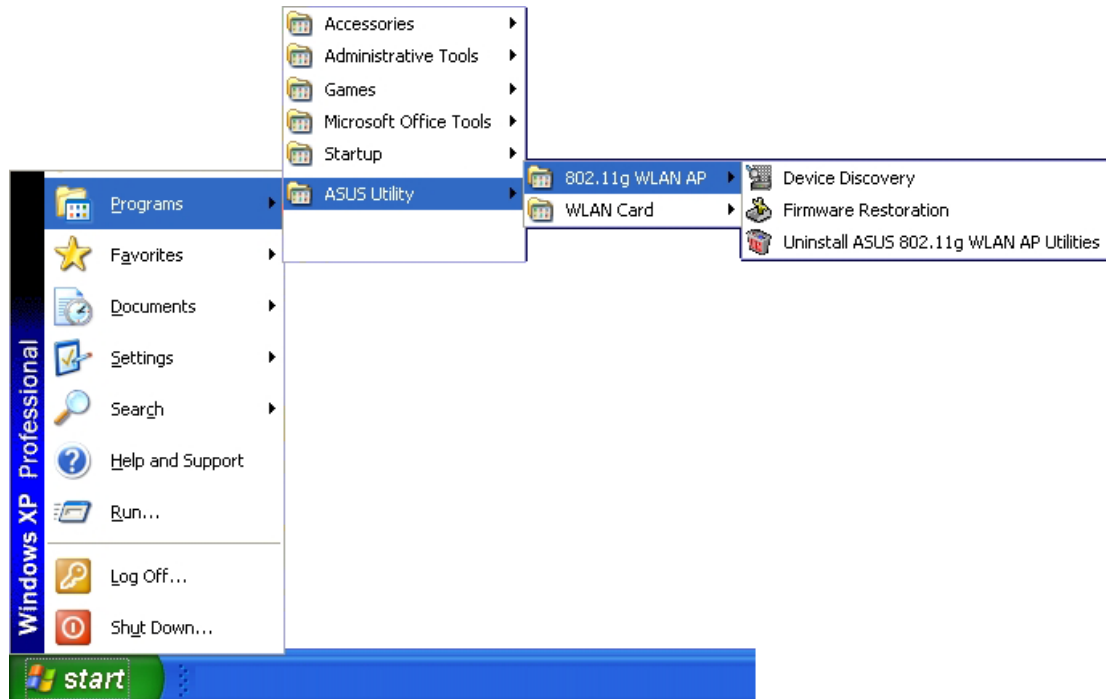 Accessories
Administrative Tools
Games
Microsoft Office Tools
Startup
ASUS Utility
802.11g WLAN AP
WLAN Card
Device Discovery
Firmware Restoration
Uninstall ASUS 802.11g WLAN AP Utilities
Programs
Favorites
Documents
Settings
Search
Help and Support
Run...
Log Off...
Shut Down...
Windows XP Professional
start